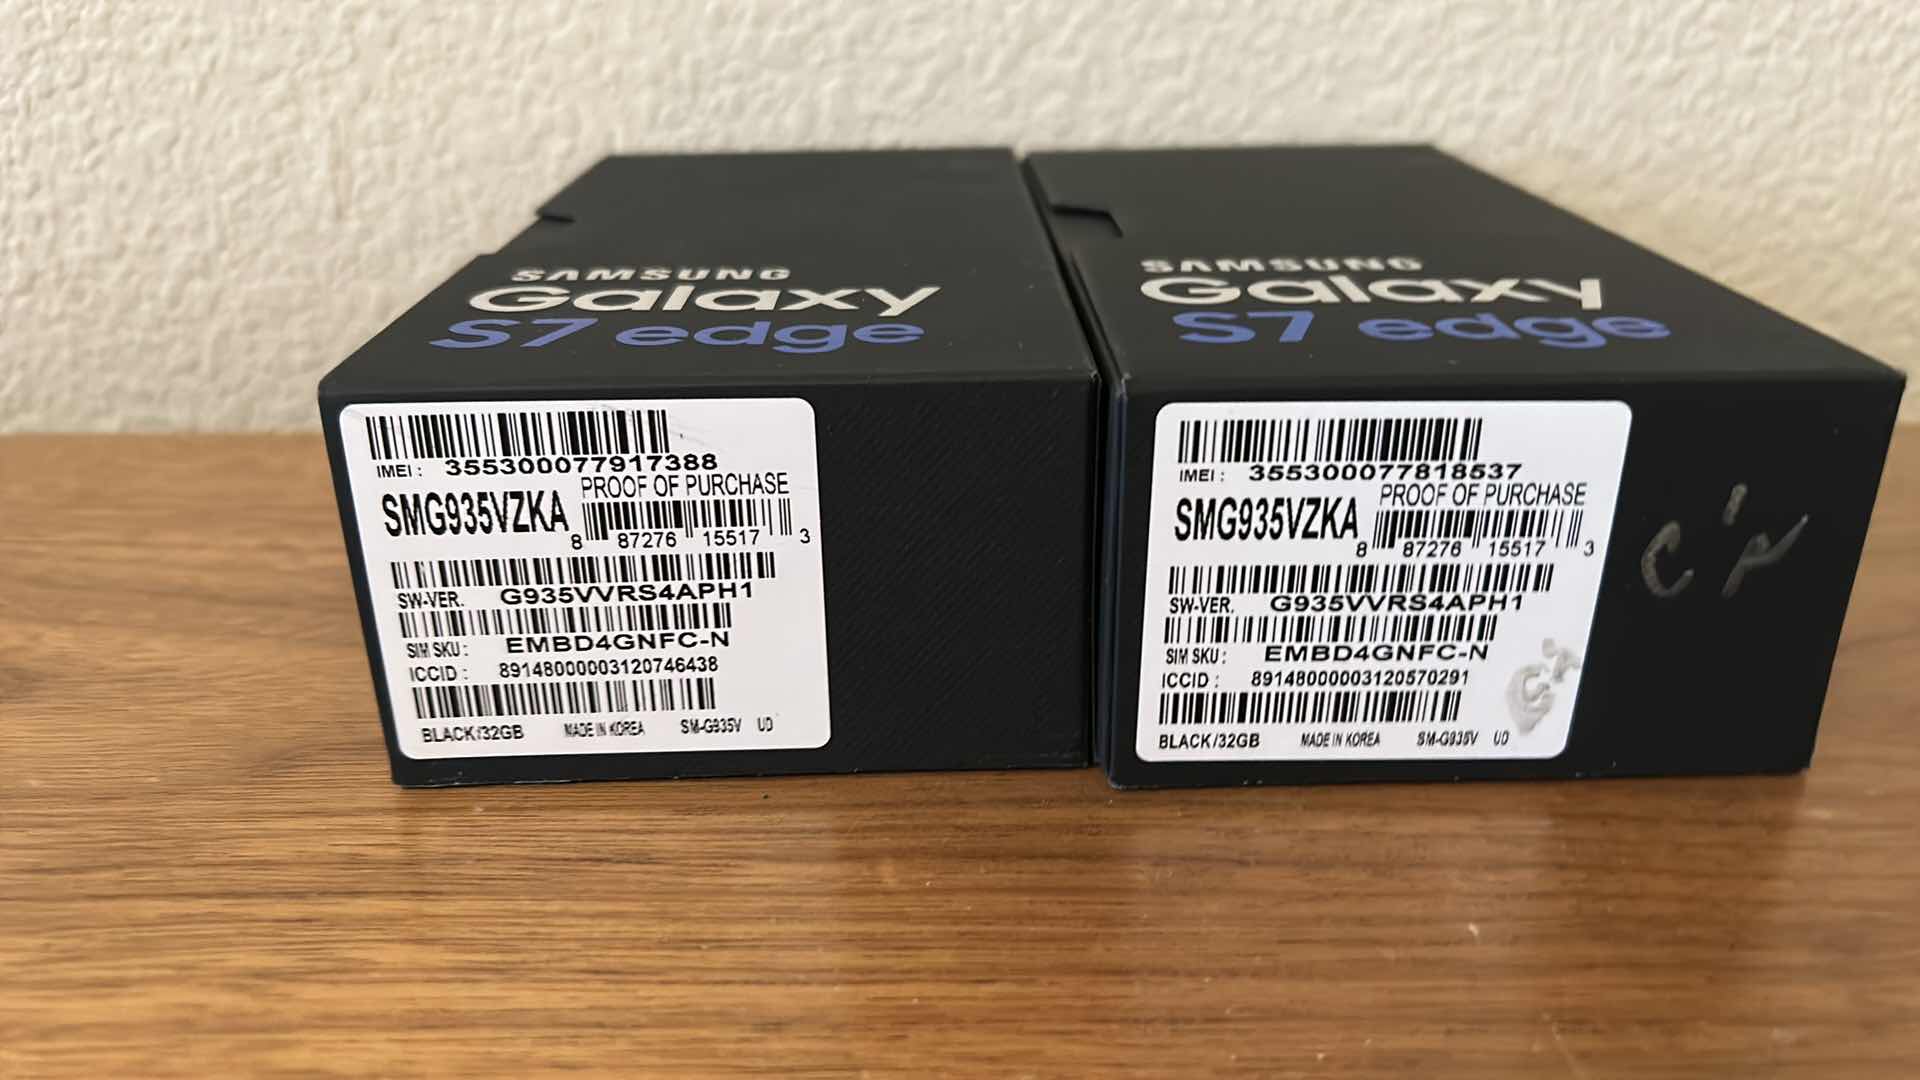 SAMSUNG
Galaxy
S7 edge
IMEI : 355300077917388
PROOF OF PURCHASE
SMG935VZKA
8 87276 15517 3
SW-VER. G935VVRS4APH1
SIM SKU : EMBD4GNFC-N
ICCID : 89148000003120746438
BLACK/32GB MADE IN KOREA SM-G935V UD
SAMSUNG
Galaxy
S7 edge
IMEI : 355300077818537
PROOF OF PURCHASE
SMG935VZKA
8 87276 15517 3
SW-VER. G935VVRS4APH1
SIM SKU : EMBD4GNFC-N
ICCID : 89148000003120570291
BLACK/32GB MADE IN KOREA SM-G935V UD